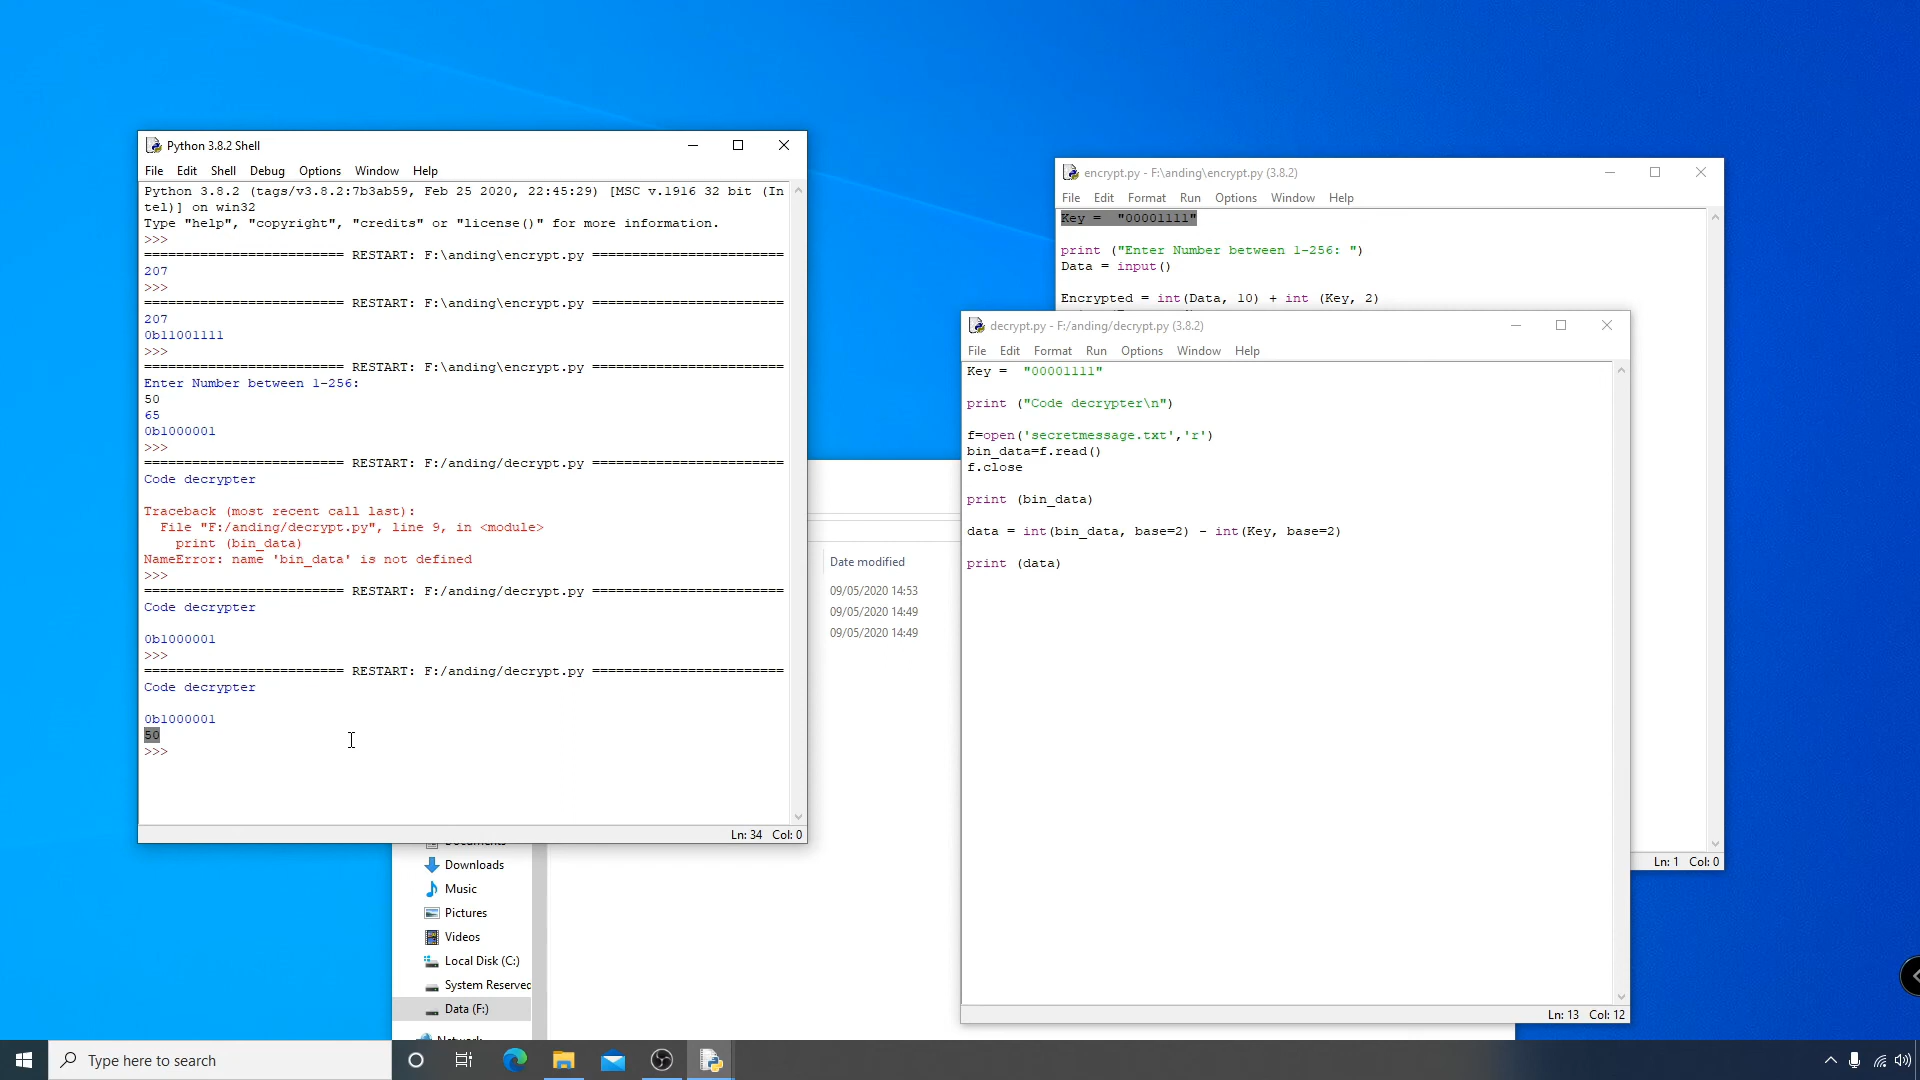 Python 3.8.2 Shell
File Edit Shell Debug Options Window Help
Python 3.8.2 (tags/v3.8.2:7b3ab59, Feb 25 2020, 22:45:29) [MSC v.1916 32 bit (In
tel)] on win32
Type "help", "copyright", "credits" or "license()" for more information.
>>>
========================= RESTART: F:\anding\encrypt.py ========================
207
>>>
========================= RESTART: F:\anding\encrypt.py ========================
207
0b11001111
>>>
========================= RESTART: F:\anding\encrypt.py ========================
Enter Number between 1-256:
50
65
0b1000001
>>>
========================= RESTART: F:/anding/decrypt.py ========================
Code decrypter

Traceback (most recent call last):
  File "F:/anding/decrypt.py", line 9, in <module>
    print (bin_data)
NameError: name 'bin_data' is not defined
>>>
========================= RESTART: F:/anding/decrypt.py ========================
Code decrypter

0b1000001
>>>
========================= RESTART: F:/anding/decrypt.py ========================
Code decrypter

0b1000001
50
>>>
Ln: 34 Col: 0
encrypt.py - F:\anding\encrypt.py (3.8.2)
File Edit Format Run Options Window Help
Key =  "00001111"
print ("Enter Number between 1-256: ")
Data = input()
Encrypted = int(Data, 10) + int (Key, 2)
Ln: 1 Col: 0
decrypt.py - F:/anding/decrypt.py (3.8.2)
File Edit Format Run Options Window Help
Key =  "00001111"
print ("Code decrypter\n")
f=open('secretmessage.txt','r')
bin_data=f.read()
f.close
print (bin_data)
data = int(bin_data, base=2) - int(Key, base=2)
print (data)
Ln: 13 Col: 12
Date modified
09/05/2020 14:53
09/05/2020 14:49
09/05/2020 14:49
Documents
Downloads
Music
Pictures
Videos
Local Disk (C:)
System Reserved
Data (F:)
Network
Type here to search